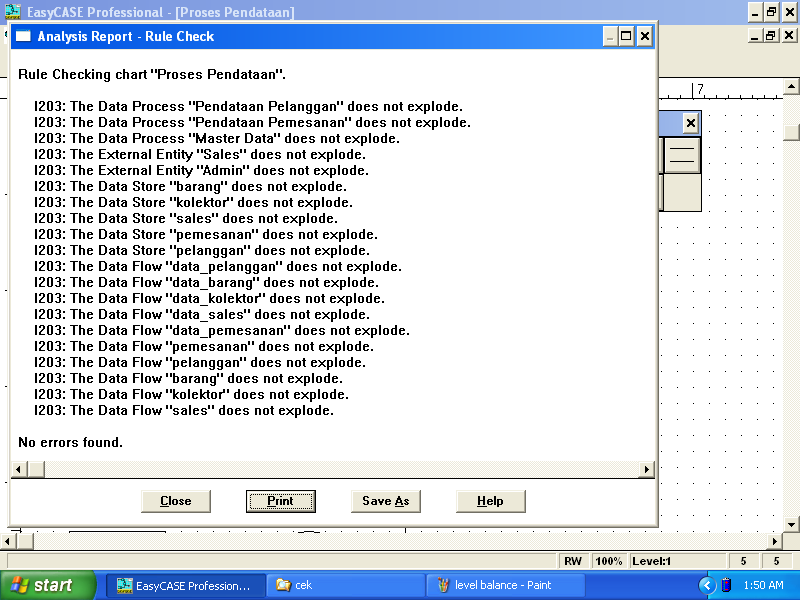 EasyCASE Professional - [Proses Pendataan]
Analysis Report - Rule Check
Rule Checking chart "Proses Pendataan".
I203: The Data Process "Pendataan Pelanggan" does not explode.
I203: The Data Process "Pendataan Pemesanan" does not explode.
I203: The Data Process "Master Data" does not explode.
I203: The External Entity "Sales" does not explode.
I203: The External Entity "Admin" does not explode.
I203: The Data Store "barang" does not explode.
I203: The Data Store "kolektor" does not explode.
I203: The Data Store "sales" does not explode.
I203: The Data Store "pemesanan" does not explode.
I203: The Data Store "pelanggan" does not explode.
I203: The Data Flow "data_pelanggan" does not explode.
I203: The Data Flow "data_barang" does not explode.
I203: The Data Flow "data_kolektor" does not explode.
I203: The Data Flow "data_sales" does not explode.
I203: The Data Flow "data_pemesanan" does not explode.
I203: The Data Flow "pemesanan" does not explode.
I203: The Data Flow "pelanggan" does not explode.
I203: The Data Flow "barang" does not explode.
I203: The Data Flow "kolektor" does not explode.
I203: The Data Flow "sales" does not explode.
No errors found.
7
Close Print Save As Help
RW 100% Level:1 5 5
start EasyCASE Profession... cek level balance - Paint 1:50 AM